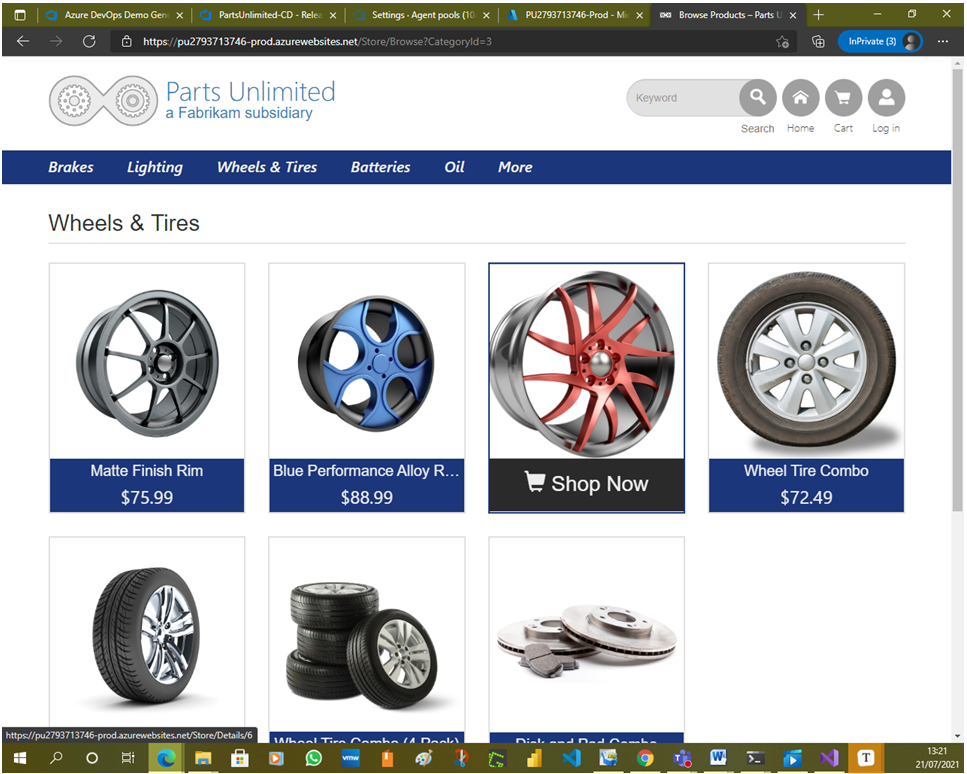 Azure DevOps Demo Gene
PartsUnlimited-CD - Relea
Settings · Agent pools (10
PU2793713746-Prod - Mi
Browse Products – Parts U
https://pu2793713746-prod.azurewebsites.net/Store/Browse?CategoryId=3
InPrivate (3)
Parts Unlimited
a Fabrikam subsidiary
Keyword
Search
Home
Cart
Log in
Brakes
Lighting
Wheels & Tires
Batteries
Oil
More
Wheels & Tires
Matte Finish Rim
$75.99
Blue Performance Alloy R…
$88.99
Shop Now
Wheel Tire Combo
$72.49
Wheel Tire Combo (4 Pack)
Disk and Pad Combo
https://pu2793713746-prod.azurewebsites.net/Store/Details/6
vmw
T
13:21
21/07/2021